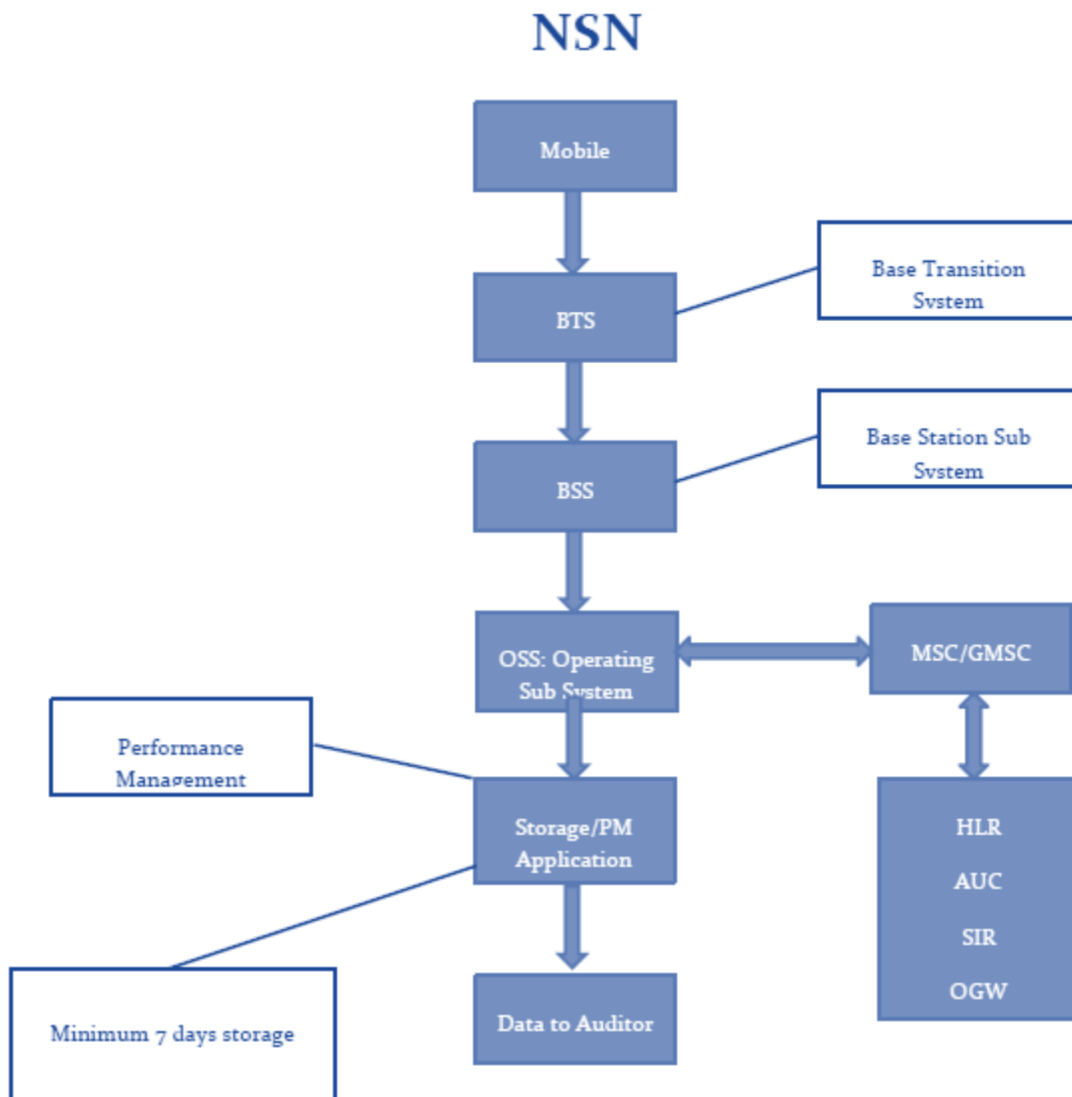 NSN
Mobile
Base Transition
System
BTS
Base Station Sub
System
BSS
OSS: Operating
Sub System
MSC/GMSC
Performance
Management
Storage/PM
Application
HLR
AUC
SIR
OGW
Minimum 7 days storage
Data to Auditor